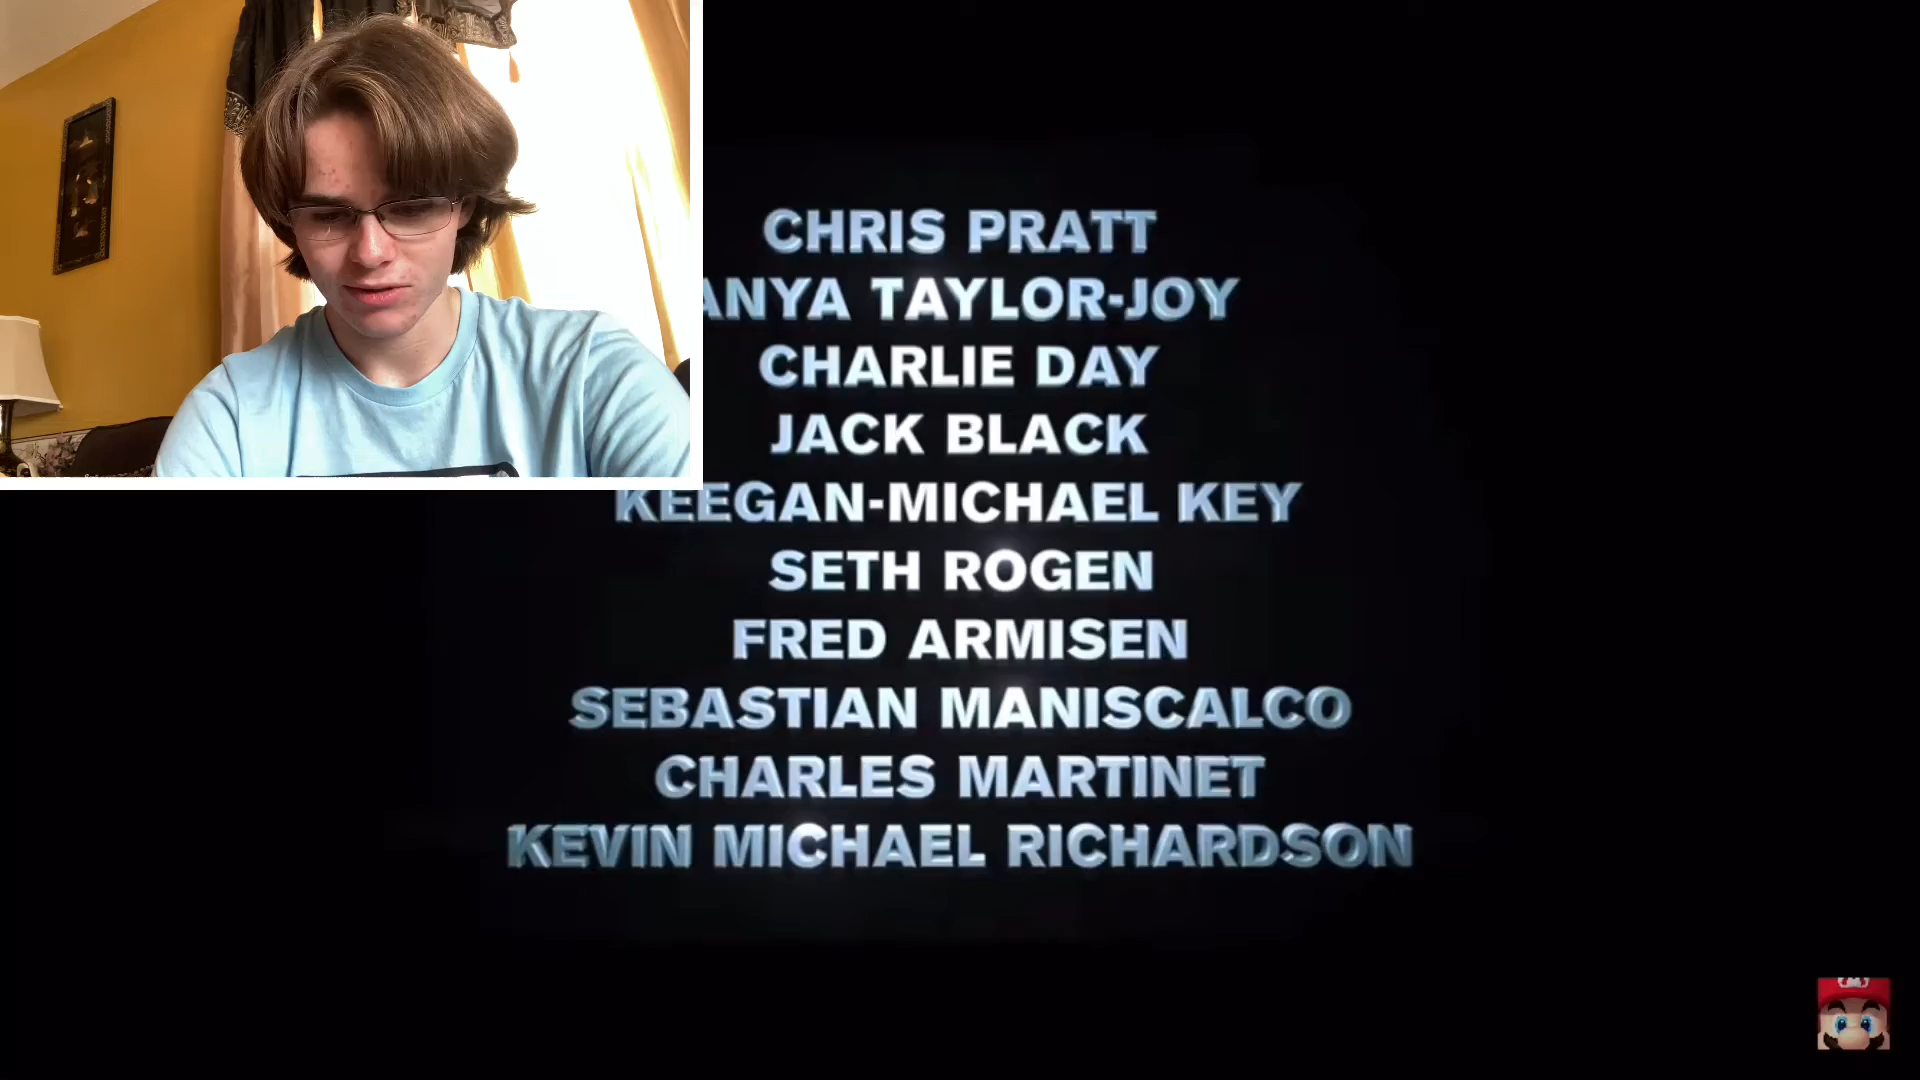 CHRIS PRATT
ANYA TAYLOR-JOY
CHARLIE DAY
JACK BLACK
KEEGAN-MICHAEL KEY
SETH ROGEN
FRED ARMISEN
SEBASTIAN MANISCALCO
CHARLES MARTINET
KEVIN MICHAEL RICHARDSON
M